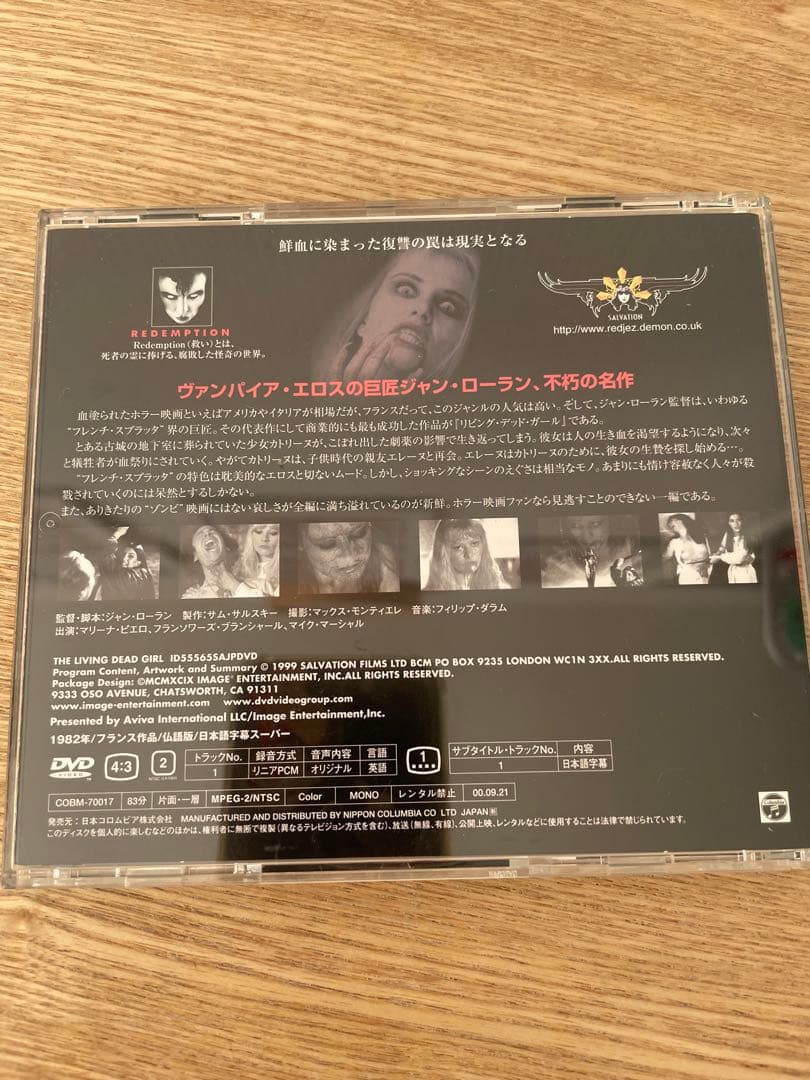 鮮血に染まった復讐の罠は現実となる
REDEMPTION
Redemption（救い）とは、
死者の霊に捧げる、腐敗した怪奇の世界。
SALVATION
http://www.redjez.demon.co.uk
ヴァンパイア・エロスの巨匠ジャン・ローラン、不朽の名作
血塗られたホラー映画といえばアメリカやイタリアが相場だが、フランスだって、このジャンルの人気は高い。そして、ジャン・ローラン監督は、いわゆる
“フレンチ・スプラッタ”界の巨匠。その代表作にして商業的にも最も成功した作品が『リビング・デッド・ガール』である。
とある古城の地下室に葬られていた少女カトリーヌが、こぼれ出した劇薬の影響で生き返ってしまう。彼女は人の生き血を渇望するようになり、次々
と犠牲者が血祭りにされていく。やがてカトリーヌは、子供時代の親友エレーヌと再会。エレーヌはカトリーヌのために、彼女の生贄を探し始める…。
“フレンチ・スプラッタ”の特色は耽美的なエロスと切ないムード。しかし、ショッキングなシーンのえぐさは相当なモノ。あまりにも情け容赦なく人々が殺
戮されていくのには呆然とするしかない。
また、ありきたりの“ゾンビ”映画にはない哀しさが全編に満ち溢れているのが新鮮。ホラー映画ファンなら見逃すことのできない一編である。
監督・脚本：ジャン・ローラン　製作：サム・サルスキー　撮影：マックス・モンティエレ　音楽：フィリップ・ダラム
出演：マリーナ・ピエロ、フランソワーズ・ブランシャール、マイク・マーシャル
THE LIVING DEAD GIRL ID55565SAJPDVD
Program Content, Artwork and Summary © 1999 SALVATION FILMS LTD BCM PO BOX 9235 LONDON WC1N 3XX.ALL RIGHTS RESERVED.
Package Design: ©MCMXCIX IMAGE® ENTERTAINMENT, INC.ALL RIGHTS RESERVED.
9333 OSO AVENUE, CHATSWORTH, CA 91311
www.image-entertainment.com www.dvdvideogroup.com
Presented by Aviva International LLC/Image Entertainment,Inc.
1982年/フランス作品/仏語版/日本語字幕スーパー
DVD VIDEO 4:3 2 トラックNo. 録音方式 音声内容 言語 1 サブタイトル・トラックNo. 内容
1 リニアPCM オリジナル 英語 1 日本語字幕
COBM-70017 83分 片面・一層 MPEG-2/NTSC Color MONO レンタル禁止 00.09.21
発売元：日本コロムビア株式会社 MANUFACTURED AND DISTRIBUTED BY NIPPON COLUMBIA CO LTD JAPAN
このディスクを個人的に楽しむなどのほかは、権利者に無断で複製（異なるテレビジョン方式を含む）、放送（無線、有線）、公開上映、レンタルなどに使用することは法律で禁じられています。
Columbia